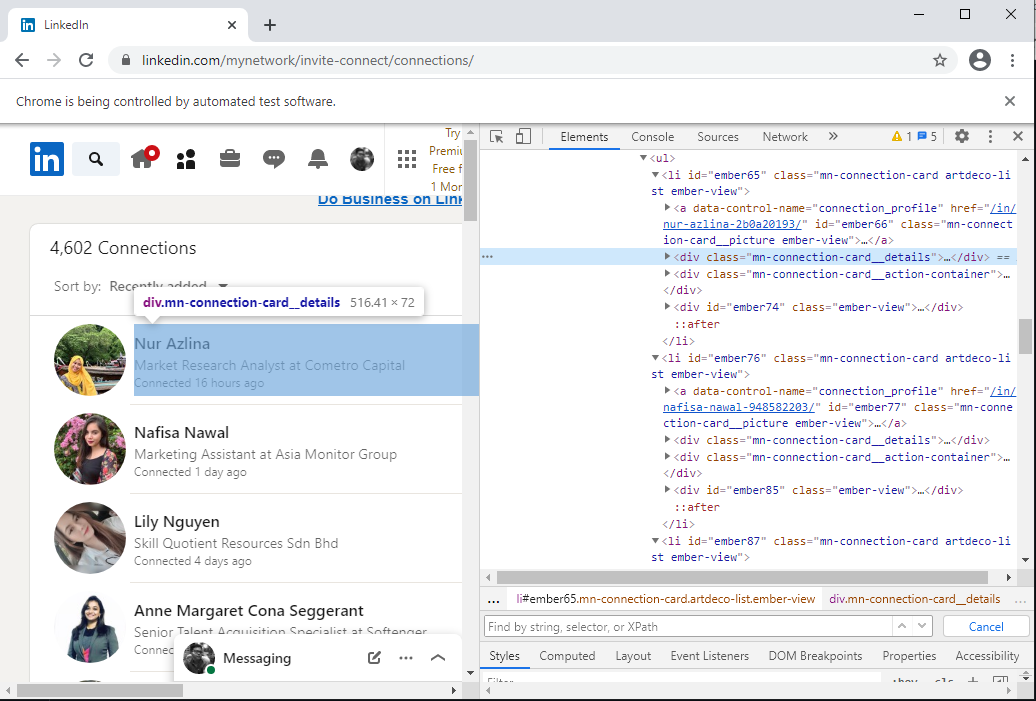 LinkedIn
linkedin.com/mynetwork/invite-connect/connections/
Chrome is being controlled by automated test software.
in
Try
Premiu
Free f
1 Mor
Do Business on Link
4,602 Connections
Sort by: Recently added
div.mn-connection-card__details 516.41 × 72
Nur Azlina
Market Research Analyst at Cometro Capital
Connected 16 hours ago
Nafisa Nawal
Marketing Assistant at Asia Monitor Group
Connected 1 day ago
Lily Nguyen
Skill Quotient Resources Sdn Bhd
Connected 4 days ago
Anne Margaret Cona Seggerant
Senior Talent Acquisition Specialist at Softenger
Connec
Messaging
Elements Console Sources Network » 1 5
<ul>
<li id="ember65" class="mn-connection-card artdeco-li
st ember-view">
<a data-control-name="connection_profile" href="/in/
nur-azlina-2b0a20193/" id="ember66" class="mn-connect
ion-card__picture ember-view">…</a>
… <div class="mn-connection-card__details">…</div> ==
<div class="mn-connection-card__action-container">…
</div>
<div id="ember74" class="ember-view">…</div>
::after
</li>
<li id="ember76" class="mn-connection-card artdeco-li
st ember-view">
<a data-control-name="connection_profile" href="/in/
nafisa-nawal-948582203/" id="ember77" class="mn-conne
ction-card__picture ember-view">…</a>
<div class="mn-connection-card__details">…</div>
<div class="mn-connection-card__action-container">…
</div>
<div id="ember85" class="ember-view">…</div>
::after
</li>
<li id="ember87" class="mn-connection-card artdeco-li
st ember-view">
... li#ember65.mn-connection-card.artdeco-list.ember-view div.mn-connection-card__details ...
Find by string, selector, or XPath
Cancel
Styles Computed Layout Event Listeners DOM Breakpoints Properties Accessibility
Filter :hov .cls +